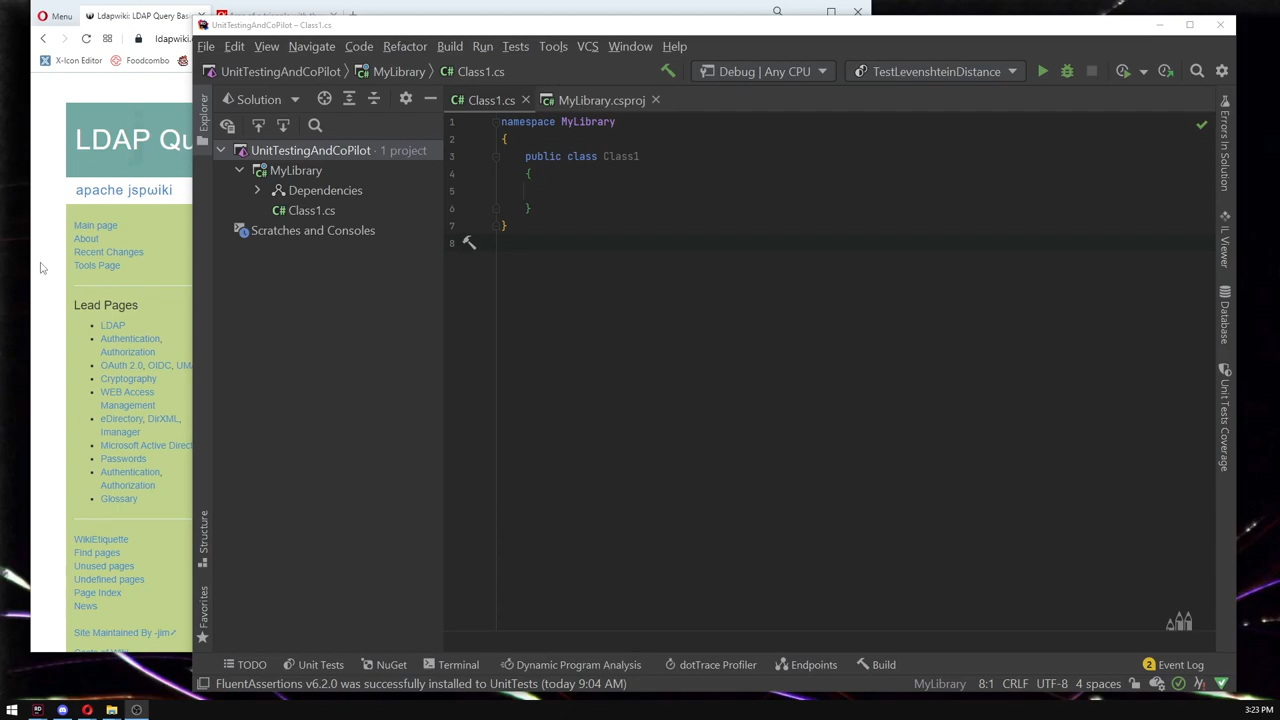 Menu
Ldapwiki: LDAP Query Basi
ldapwiki.
X-Icon Editor
Foodcombo
LDAP Qu
apache jspωiki
Main page
About
Recent Changes
Tools Page
Lead Pages
LDAP
Authentication,
Authorization
OAuth 2.0, OIDC, UMA
Cryptography
WEB Access
Management
eDirectory, DirXML,
Imanager
Microsoft Active Direct
Passwords
Authentication,
Authorization
Glossary
WikiEtiquette
Find pages
Unused pages
Undefined pages
Page Index
News
Site Maintained By -jim
UnitTestingAndCoPilot – Class1.cs
File Edit View Navigate Code Refactor Build Run Tests Tools VCS Window Help
UnitTestingAndCoPilot MyLibrary Class1.cs
Debug | Any CPU
TestLevenshteinDistance
Explorer
Solution
UnitTestingAndCoPilot · 1 project
MyLibrary
Dependencies
C# Class1.cs
Scratches and Consoles
Structure
Favorites
C# Class1.cs
MyLibrary.csproj
1 namespace MyLibrary
2 {
3 public class Class1
4 {
5
6 }
7 }
8
Errors In Solution
IL Viewer
Database
Unit Tests Coverage
TODO Unit Tests NuGet Terminal Dynamic Program Analysis dotTrace Profiler Endpoints Build
2 Event Log
FluentAssertions v6.2.0 was successfully installed to UnitTests (today 9:04 AM)
MyLibrary 8:1 CRLF UTF-8 4 spaces
3:23 PM